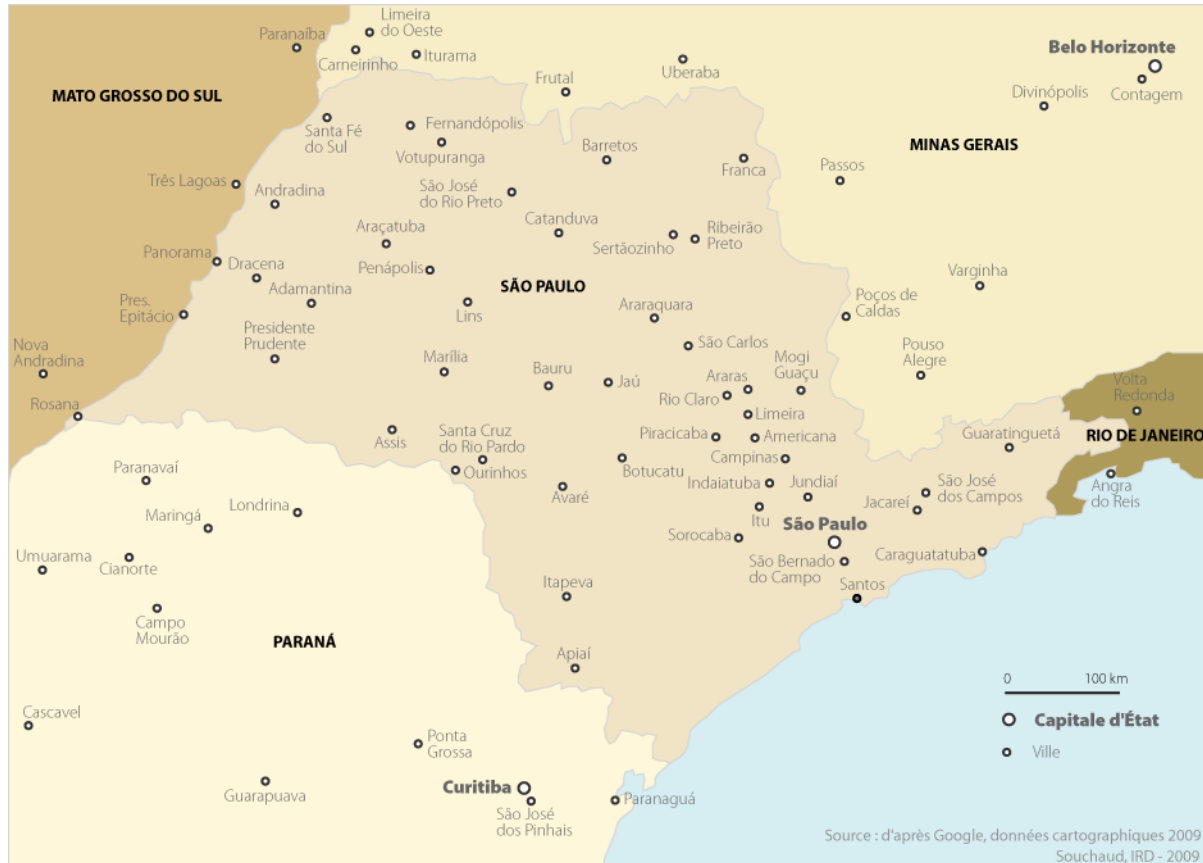 Limeira
do Oeste
Paranaíba
Carneirinho
Iturama
Frutal
Uberaba
Belo Horizonte
Contagem
Divinópolis
MATO GROSSO DO SUL
MINAS GERAIS
Santa Fé
do Sul
Fernandópolis
Votupuranga
Barretos
Franca
Passos
Três Lagoas
Andradina
São José
do Rio Preto
Catanduva
Araçatuba
Sertãozinho
Ribeirão
Preto
Panorama
Dracena
Penápolis
Adamantina
SÃO PAULO
Lins
Varginha
Pres.
Epitácio
Araraquara
Poços de
Caldas
Presidente
Prudente
São Carlos
Nova
Andradina
Marília
Bauru
Jaú
Mogi
Guaçu
Araras
Rio Claro
Pouso
Alegre
Volta
Redonda
Rosana
Limeira
Assis
Santa Cruz
do Rio Pardo
Ourinhos
Piracicaba
Americana
Guaratinguetá
RIO DE JANEIRO
Botucatu
Campinas
Paranavaí
Indaiatuba
Jundiaí
Avaré
São José
dos Campos
Jacareí
Angra
do Reis
Londrina
Maringá
Itu
São Paulo
Sorocaba
Umuarama
Cianorte
São Bernado
do Campo
Caraguatatuba
Itapeva
Santos
Campo
Mourão
PARANÁ
Apiaí
0 100 km
Cascavel
Capitale d'État
Ponta
Grossa
Ville
Guarapuava
Curitiba
São José
dos Pinhais
Paranaguá
Source : d'après Google, données cartographiques 2009
Souchaud, IRD - 2009